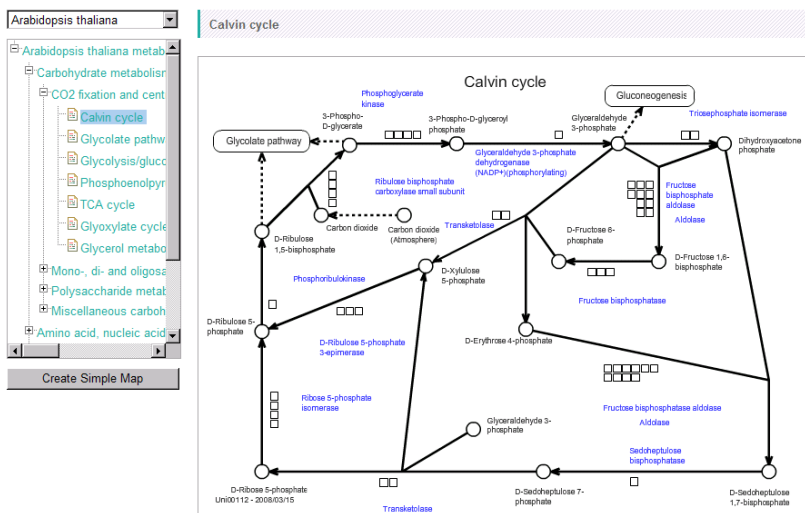 Arabidopsis thaliana
Arabidopsis thaliana metab
Carbohydrate metabolism
CO2 fixation and cent
Calvin cycle
Glycolate pathw
Glycolysis/gluco
Phosphoenolpyr
TCA cycle
Glyoxylate cycle
Glycerol metabo
Mono-, di- and oligosa
Polysaccharide metab
Miscellaneous carboh
Amino acid, nucleic acid
Create Simple Map
Calvin cycle
Calvin cycle
Phosphoglycerate
kinase
Gluconeogenesis
3-Phospho-
D-glycerate
3-Phospho-D-glyceroyl
phosphate
Glyceraldehyde
3-phosphate
Triosephosphate isomerase
Glycolate pathway
Dihydroxyacetone
phosphate
Glyceraldehyde 3-phosphate
dehydrogenase
(NADP+)(phosphorylating)
Ribulose bisphosphate
carboxylase small subunit
Fructose
bisphosphate
aldolase
Aldolase
Carbon dioxide
Carbon dioxide
(Atmosphere)
Transketolase
D-Ribulose
1,5-bisphosphate
D-Fructose 6-
phosphate
D-Fructose 1,6-
bisphosphate
D-Xylulose
5-phosphate
Phosphoribulokinase
Fructose bisphosphatase
D-Ribulose 5-
phosphate
D-Ribulose 5-phosphate
3-epimerase
D-Erythrose 4-phosphate
Ribose 5-phosphate
isomerase
Fructose bisphosphatase aldolase
Aldolase
Glyceraldehyde 3-
phosphate
Sedoheptulose
bisphosphatase
D-Ribose 5-phosphate
Uni00112 - 2008/03/15
Transketolase
D-Sedoheptulose 7-
phosphate
D-Sedoheptulose
1,7-bisphosphate